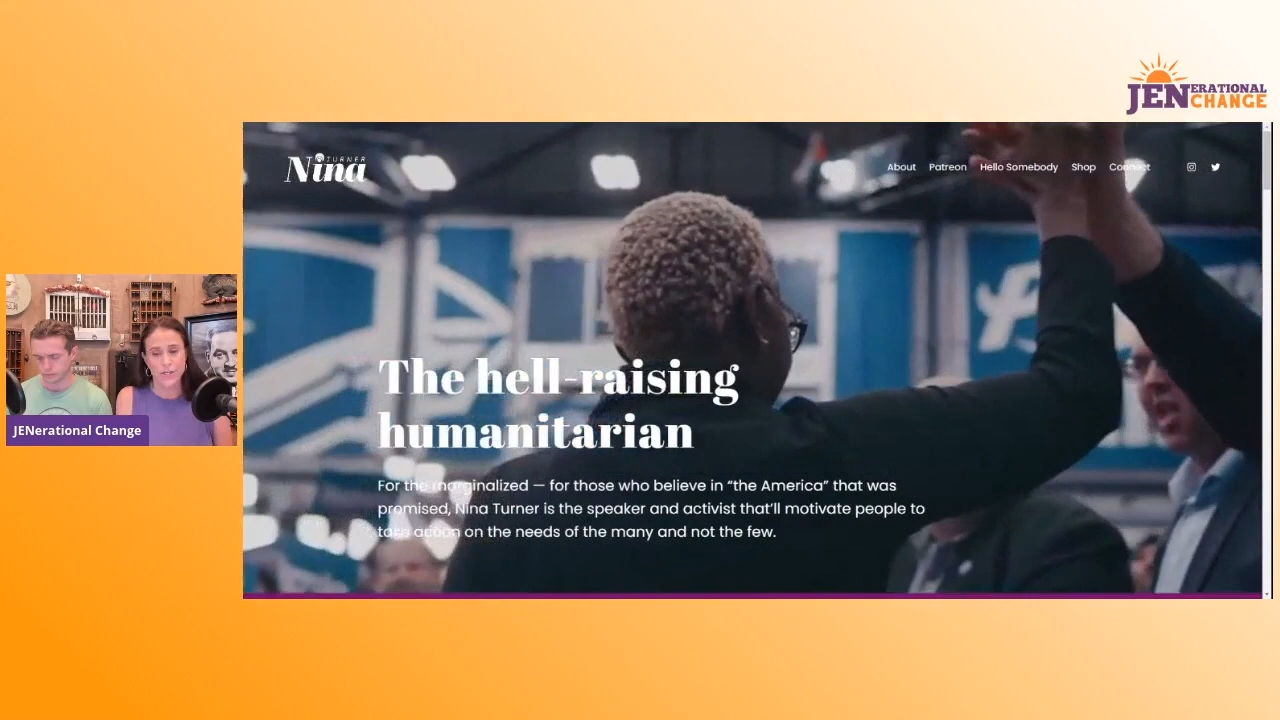 JENERATIONAL
CHANGE
Nina
TURNER
About Patreon Hello Somebody Shop Connect
The hell-raising
humanitarian
For the marginalized — for those who believe in “the America” that was
promised, Nina Turner is the speaker and activist that’ll motivate people to
take action on the needs of the many and not the few.
JENerational Change